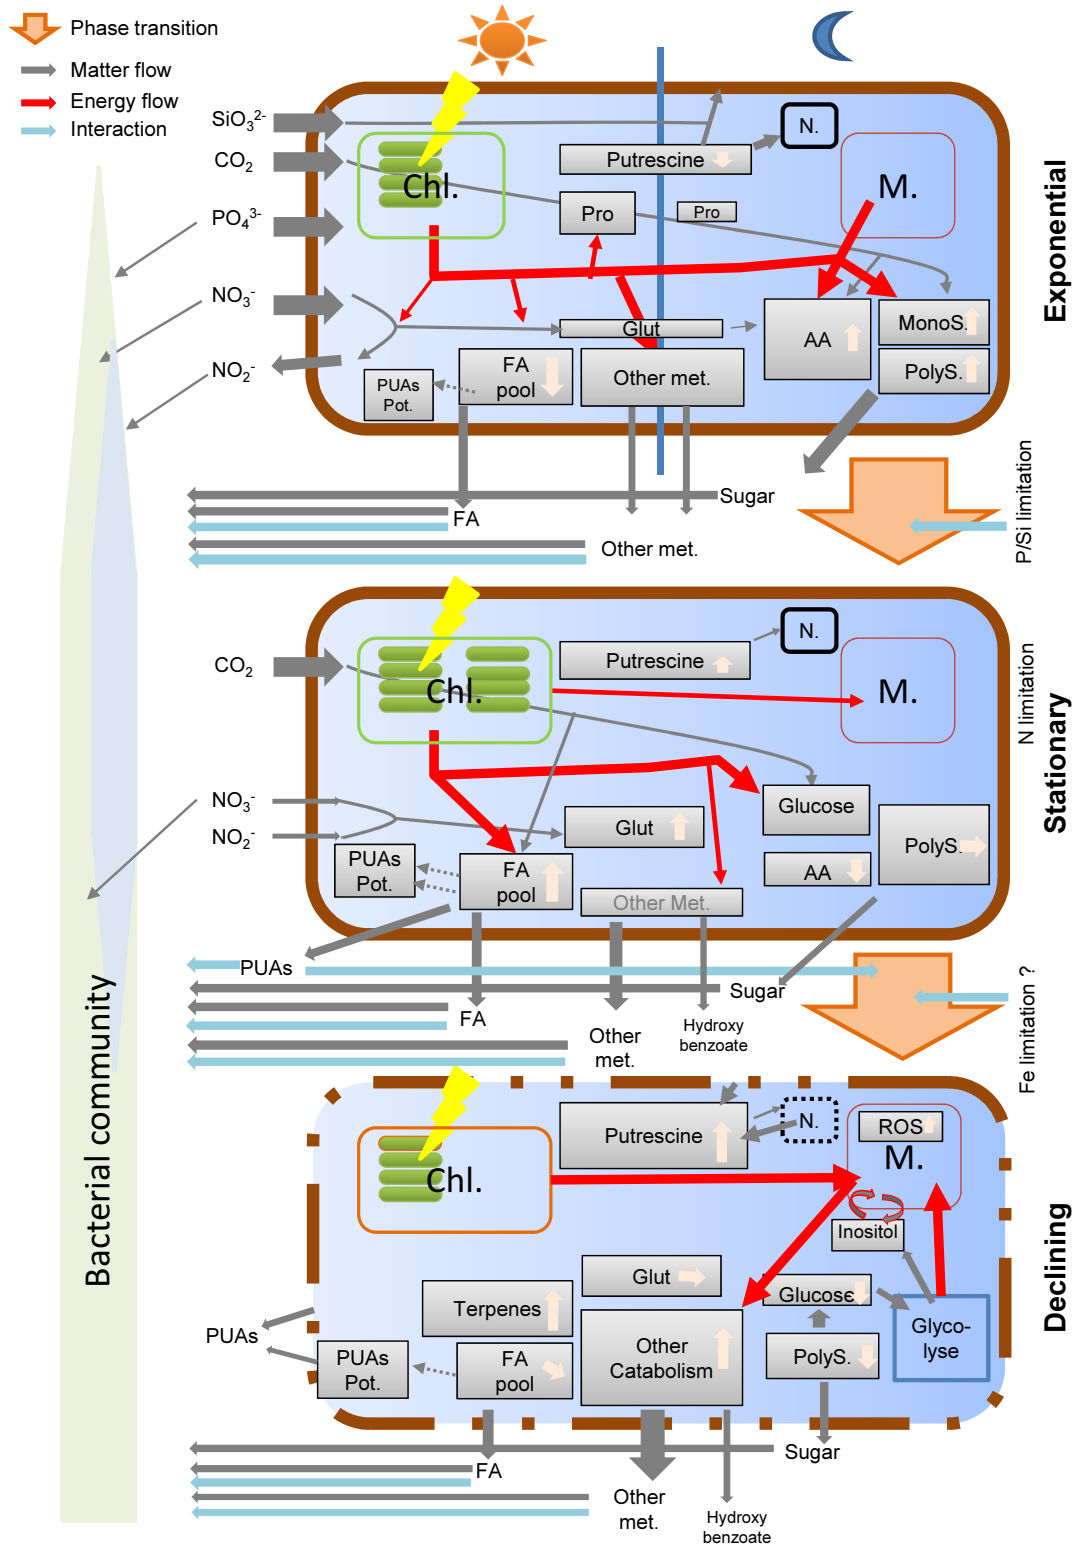 Phase transition
Matter flow
Energy flow
Interaction
SiO₃²⁻
CO₂
PO₄³⁻
NO₃⁻
NO₂⁻
Chl.
Putrescine
N.
M.
Pro
Pro
Glut
AA
MonoS.
PolyS.
PUAs
Pot.
FA
pool
Other met.
Exponential
Sugar
FA
Other met.
P/Si limitation
CO₂
NO₃⁻
NO₂⁻
Chl.
Putrescine
N.
M.
Glucose
Glut
PolyS.
AA
PUAs
Pot.
FA
pool
Other Met.
N limitation
Stationary
PUAs
Sugar
FA
Other
met.
Hydroxy
benzoate
Fe limitation ?
Bacterial community
Chl.
Putrescine
N.
ROS
M.
Inositol
Glut
Glucose
Terpenes
Glyco-
lyse
Other
Catabolism
PolyS.
FA
pool
PUAs
Pot.
PUAs
Declining
Sugar
FA
Other
met.
Hydroxy
benzoate